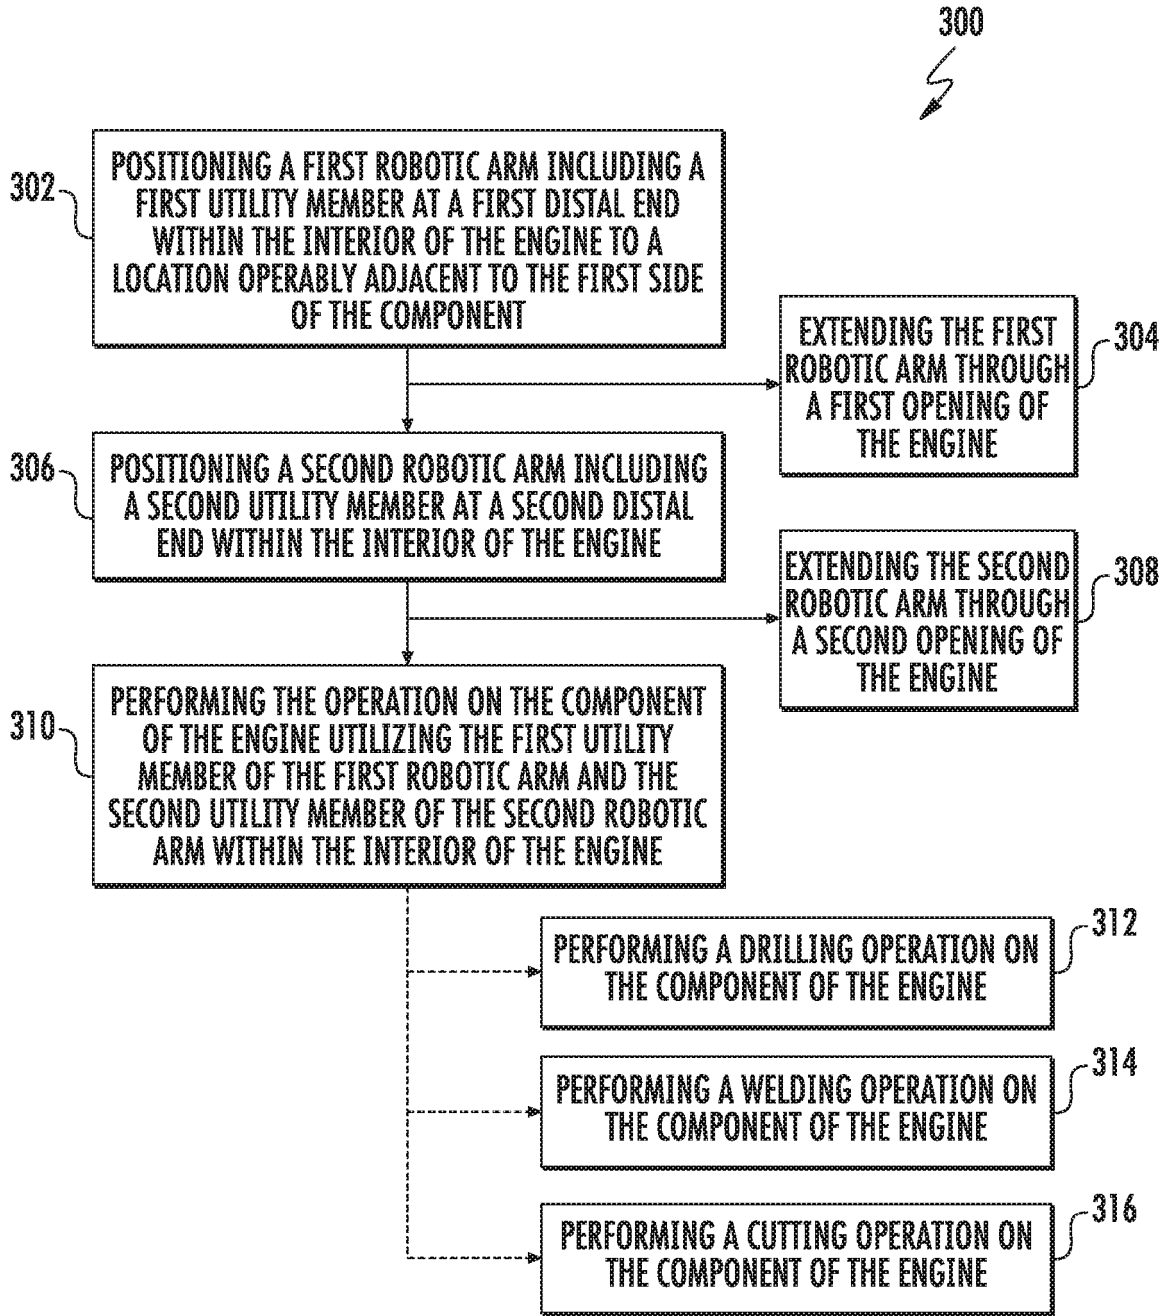 300
302
POSITIONING A FIRST ROBOTIC ARM INCLUDING A
FIRST UTILITY MEMBER AT A FIRST DISTAL END
WITHIN THE INTERIOR OF THE ENGINE TO A
LOCATION OPERABLY ADJACENT TO THE FIRST SIDE
OF THE COMPONENT
304
EXTENDING THE FIRST
ROBOTIC ARM THROUGH
A FIRST OPENING OF
THE ENGINE
306
POSITIONING A SECOND ROBOTIC ARM INCLUDING
A SECOND UTILITY MEMBER AT A SECOND DISTAL
END WITHIN THE INTERIOR OF THE ENGINE
308
EXTENDING THE SECOND
ROBOTIC ARM THROUGH
A SECOND OPENING OF
THE ENGINE
310
PERFORMING THE OPERATION ON THE COMPONENT
OF THE ENGINE UTILIZING THE FIRST UTILITY
MEMBER OF THE FIRST ROBOTIC ARM AND THE
SECOND UTILITY MEMBER OF THE SECOND ROBOTIC
ARM WITHIN THE INTERIOR OF THE ENGINE
312
PERFORMING A DRILLING OPERATION ON
THE COMPONENT OF THE ENGINE
314
PERFORMING A WELDING OPERATION ON
THE COMPONENT OF THE ENGINE
316
PERFORMING A CUTTING OPERATION ON
THE COMPONENT OF THE ENGINE